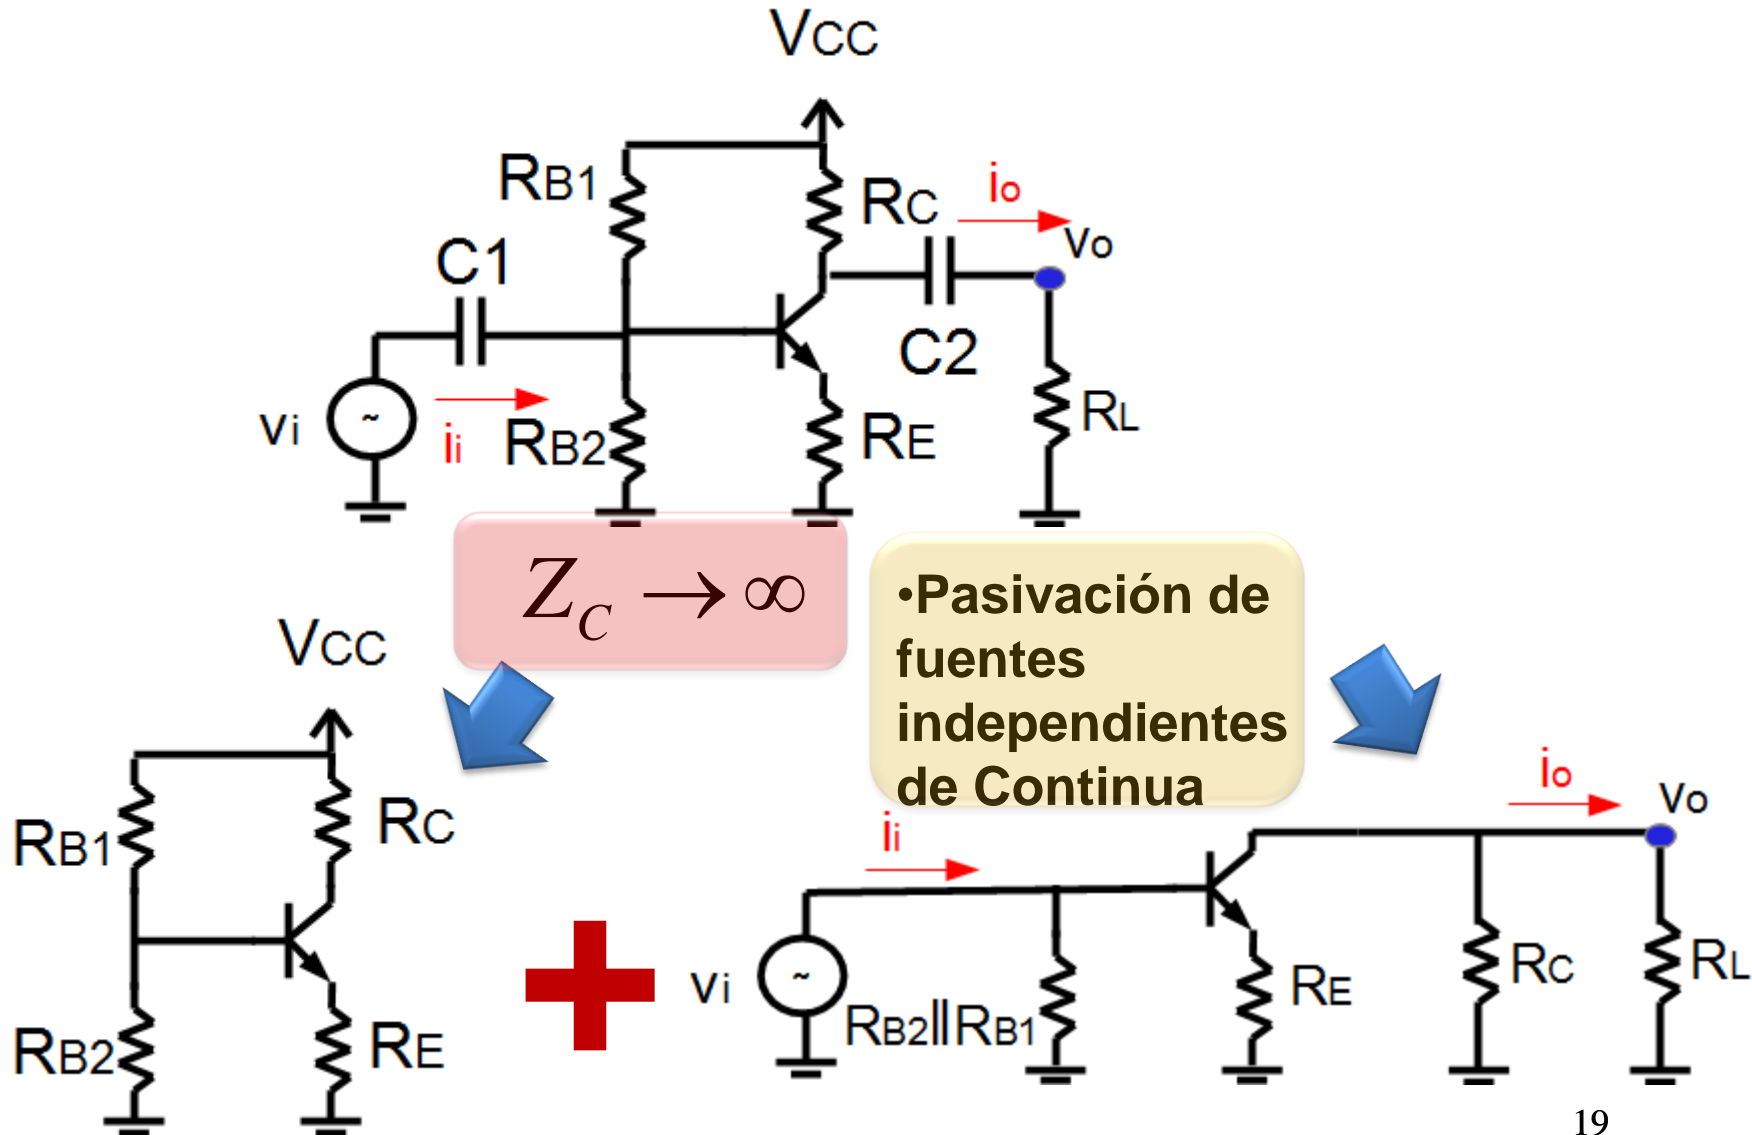 VCC
RB1
RC
io
vo
C1
C2
vi
~
ii
RB2
RE
RL
Z_C → ∞
•Pasivación de
fuentes
independientes
de Continua
VCC
RB1
RC
RB2
RE
io
vo
ii
vi
~
RB2||RB1
RE
RC
RL
19